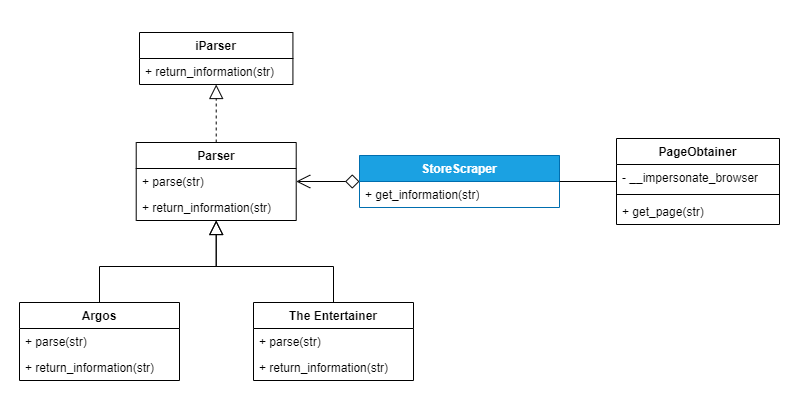 iParser
+ return_information(str)
Parser
+ parse(str)
+ return_information(str)
StoreScraper
+ get_information(str)
PageObtainer
- __impersonate_browser
+ get_page(str)
Argos
+ parse(str)
+ return_information(str)
The Entertainer
+ parse(str)
+ return_information(str)